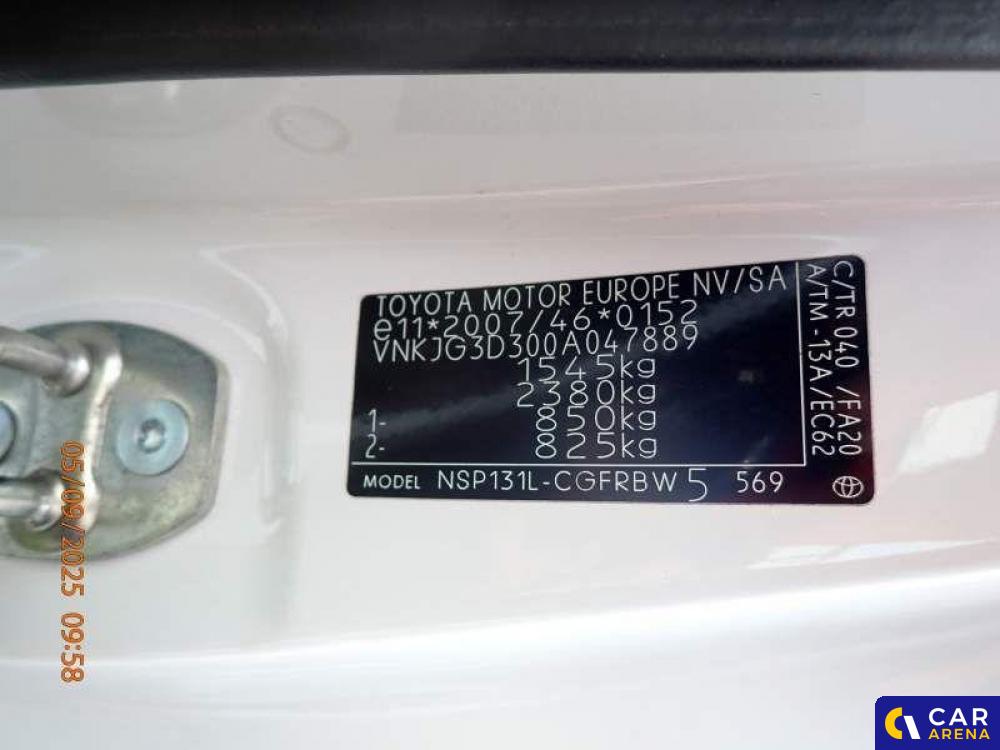 TOYOTA MOTOR EUROPE NV/SA
e11*2007/46*0152
VNKJG3D300A047889
1545kg
2380kg
1- 850kg
2- 825kg
MODEL NSP131L-CGFRBW 5 569
C/TR 040 /FA20
A/TM -13A/EC62
05/09/2025 09:58
CAR
ARENA